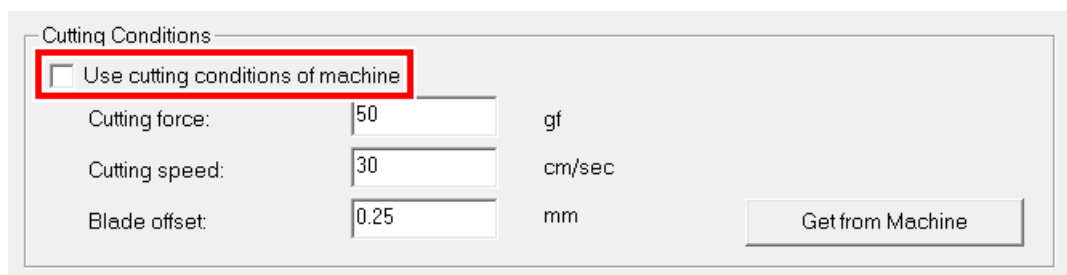 Cutting Conditions
Use cutting conditions of machine
Cutting force: 50 gf
Cutting speed: 30 cm/sec
Blade offset: 0.25 mm Get from Machine